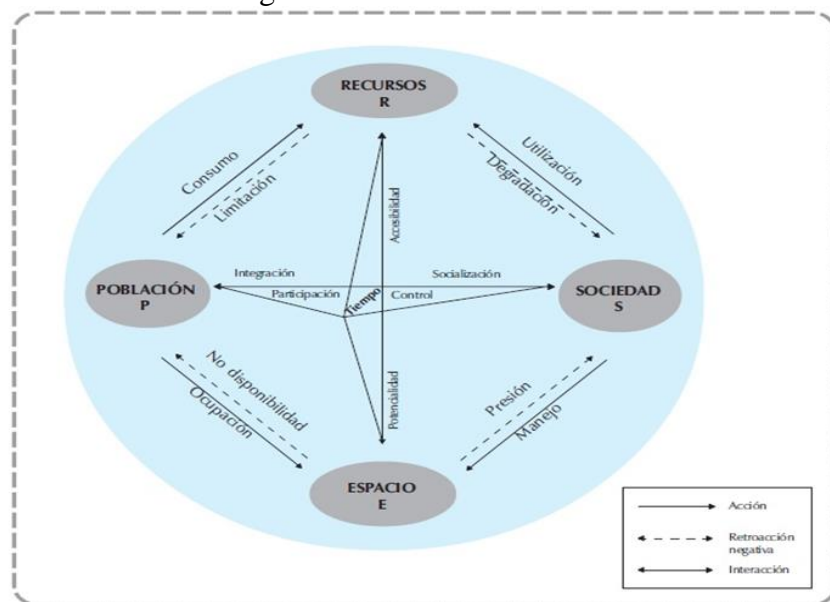 RECURSOS
R
Consumo
Limitación
Utilización
Degradación
Accesibilidad
Integración
Socialización
POBLACIÓN
P
Participación
Tiempo
Control
SOCIEDAD
S
No disponibilidad
Ocupación
Potencialidad
Presión
Manejo
ESPACIO
E
Acción
Retroacción
negativa
Interacción